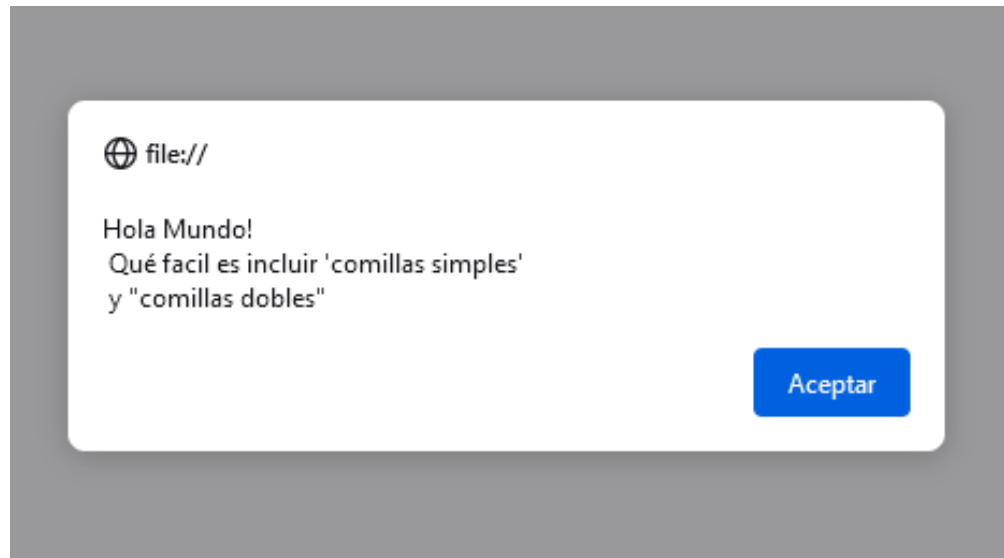 file://
Hola Mundo!
Qué facil es incluir 'comillas simples'
y "comillas dobles"
Aceptar